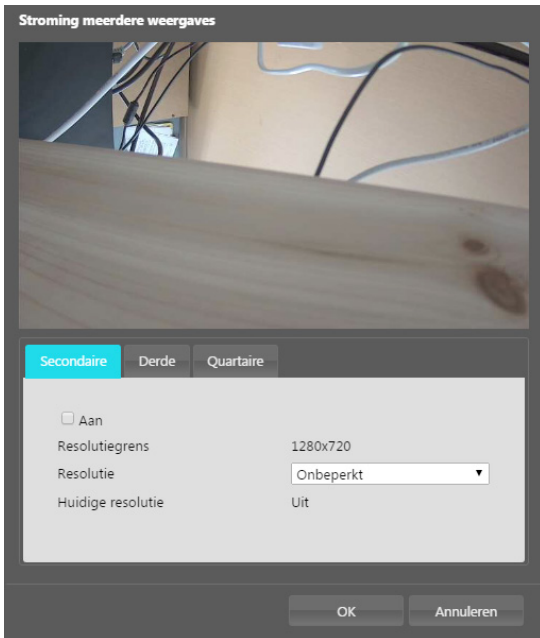 Stroming meerdere weergaves
Secondaire Derde Quartaire
Aan
Resolutiegrens 1280x720
Resolutie Onbeperkt
Huidige resolutie Uit
OK Annuleren